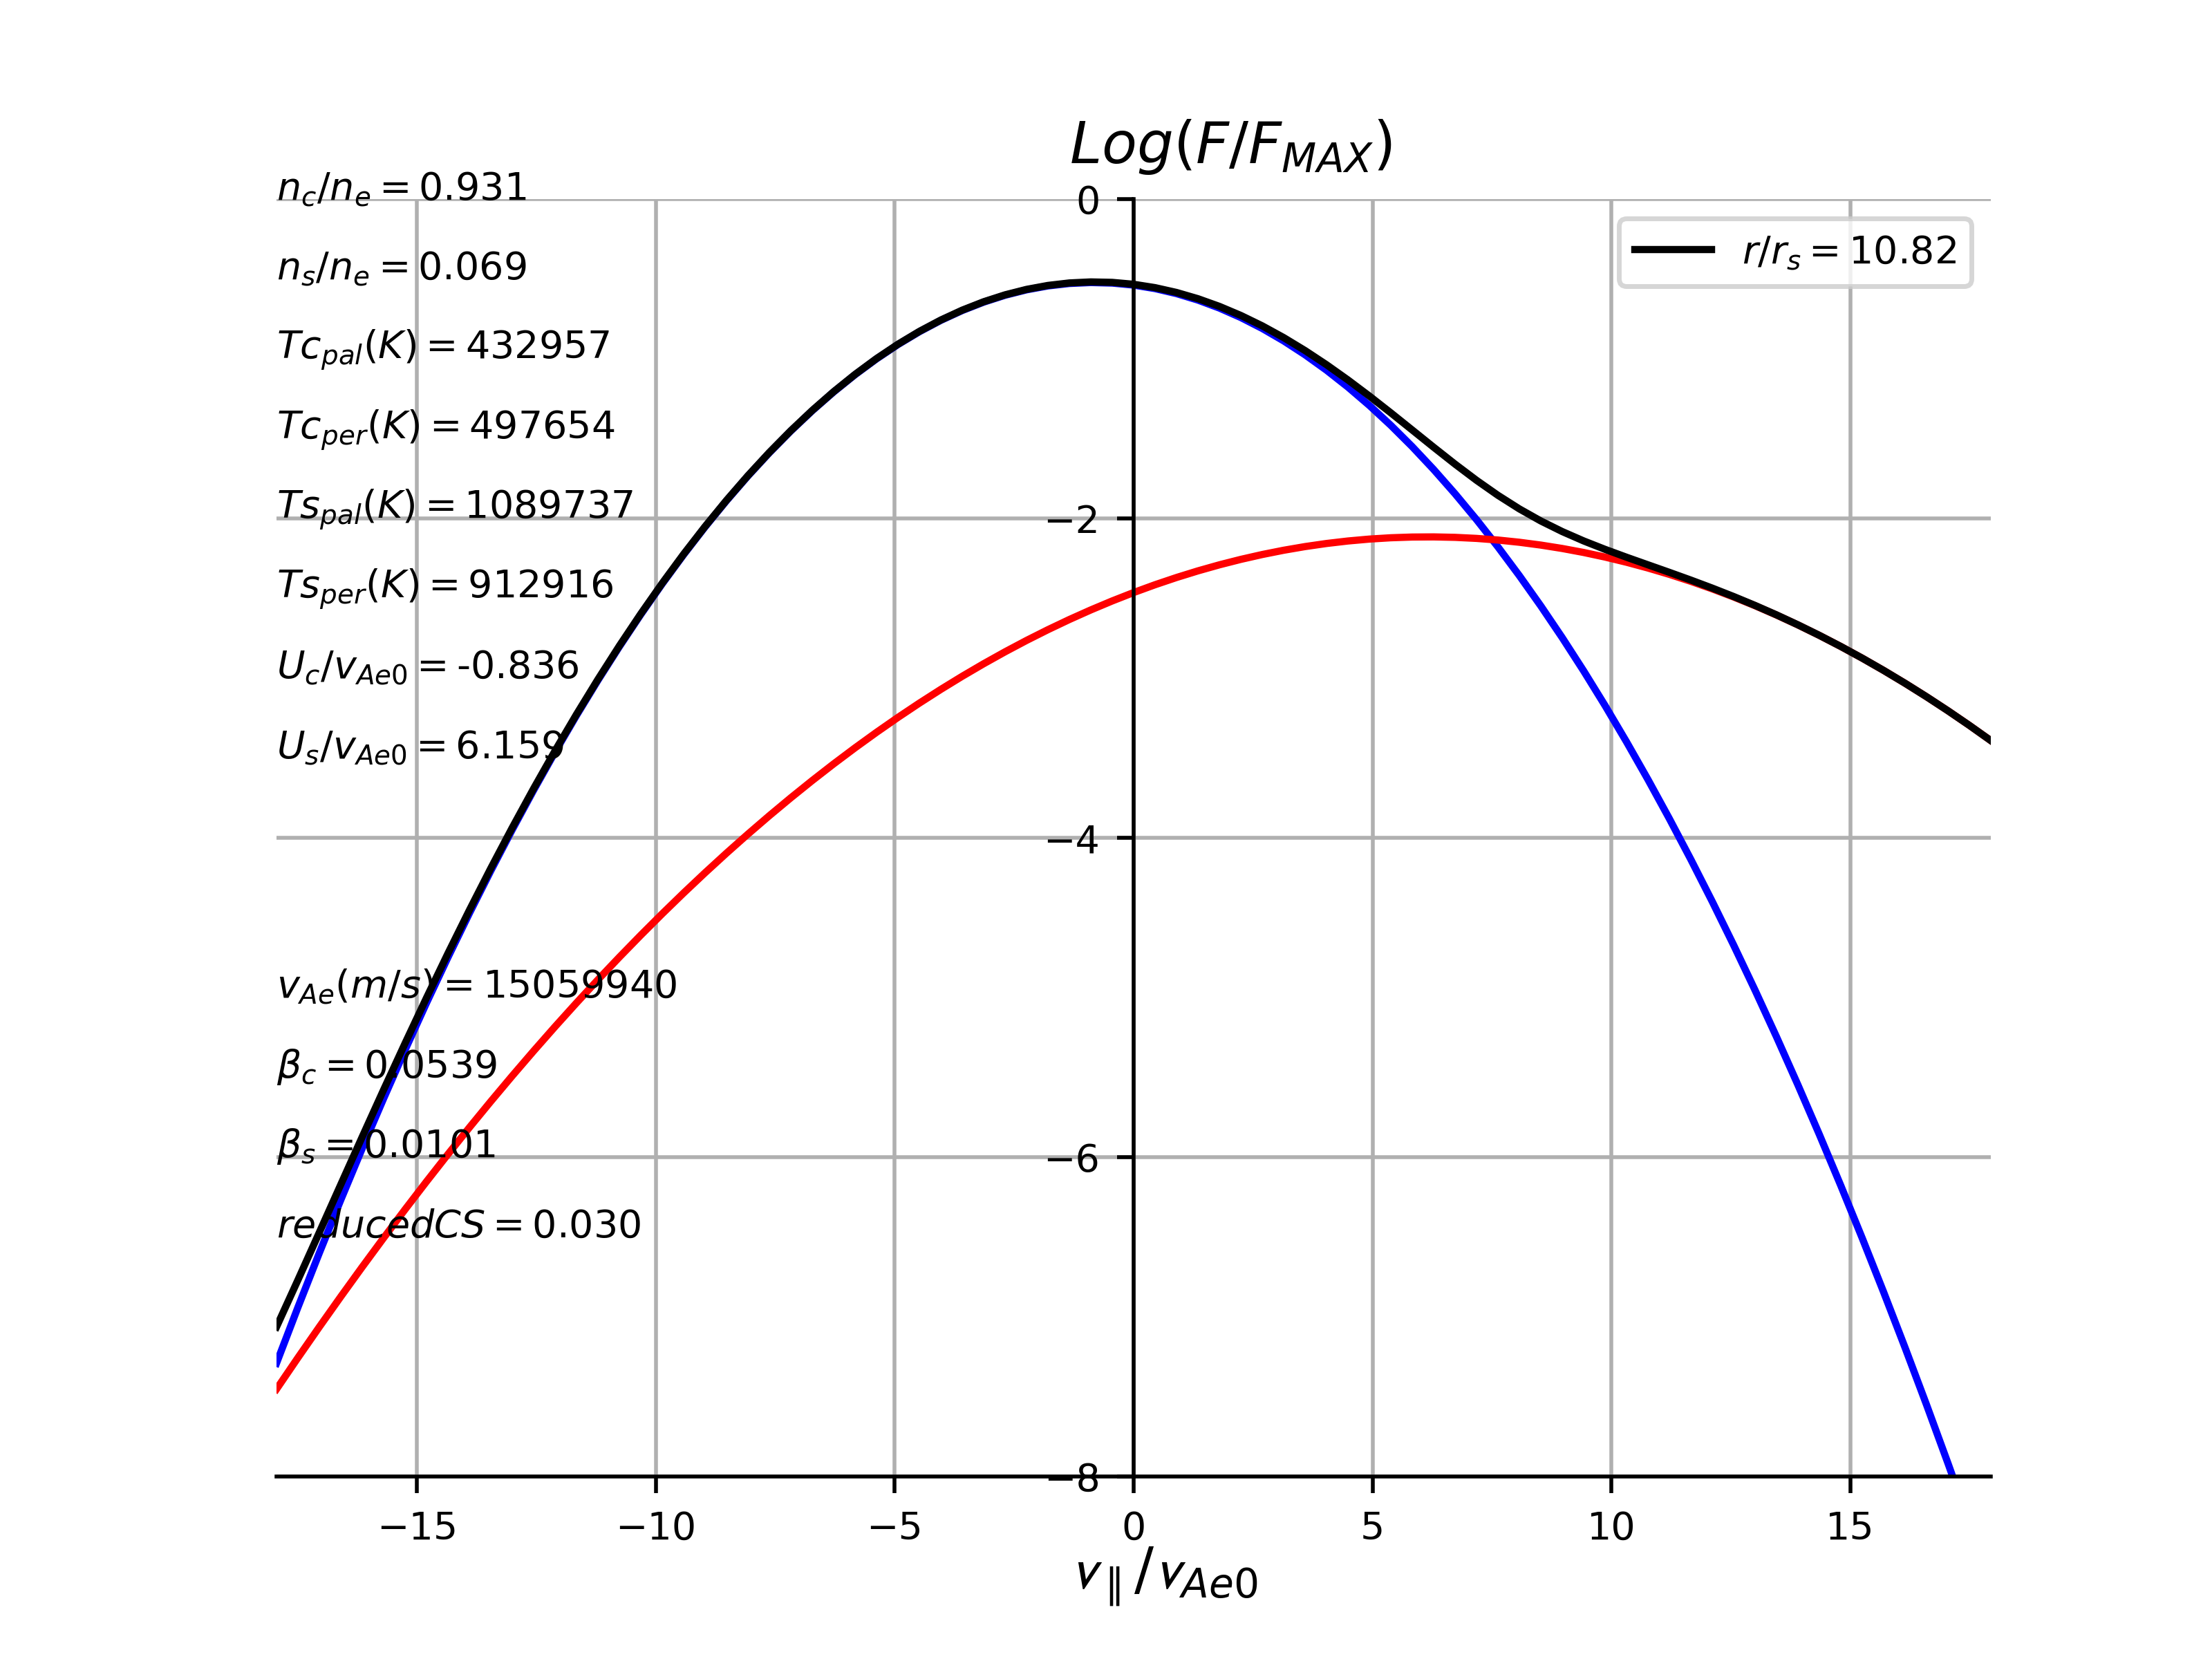 Log(F/F_MAX)
n_c/n_e = 0.931
n_s/n_e = 0.069
Tc_pal(K) = 432957
Tc_per(K) = 497654
Ts_pal(K) = 1089737
Ts_per(K) = 912916
U_c/v_Ae0 = -0.836
U_s/v_Ae0 = 6.159
v_Ae(m/s) = 15059940
β_c = 0.0539
β_s = 0.0101
reducedCS = 0.030
r/r_s = 10.82
0
−2
−4
−6
−8
−15 −10 −5 0 5 10 15
v_∥/v_Ae0